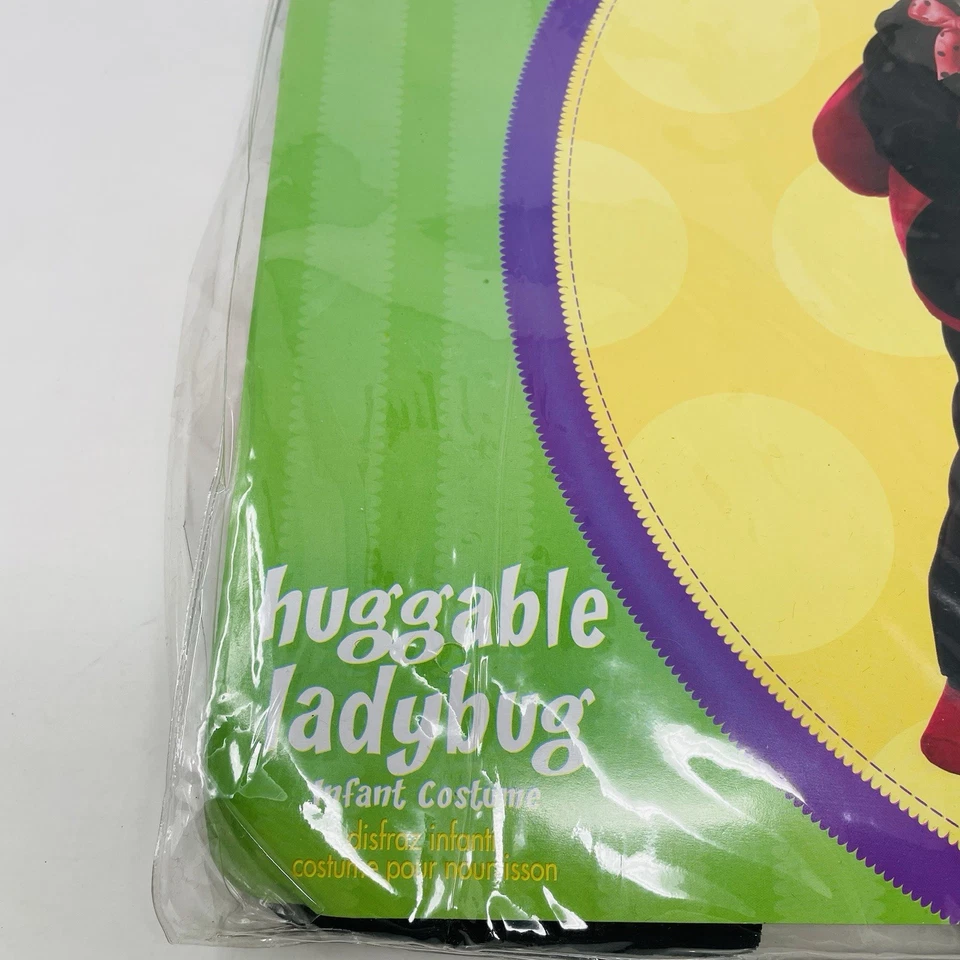 huggable
ladybug
infant Costume
disfraz infantil
costume pour nourrisson